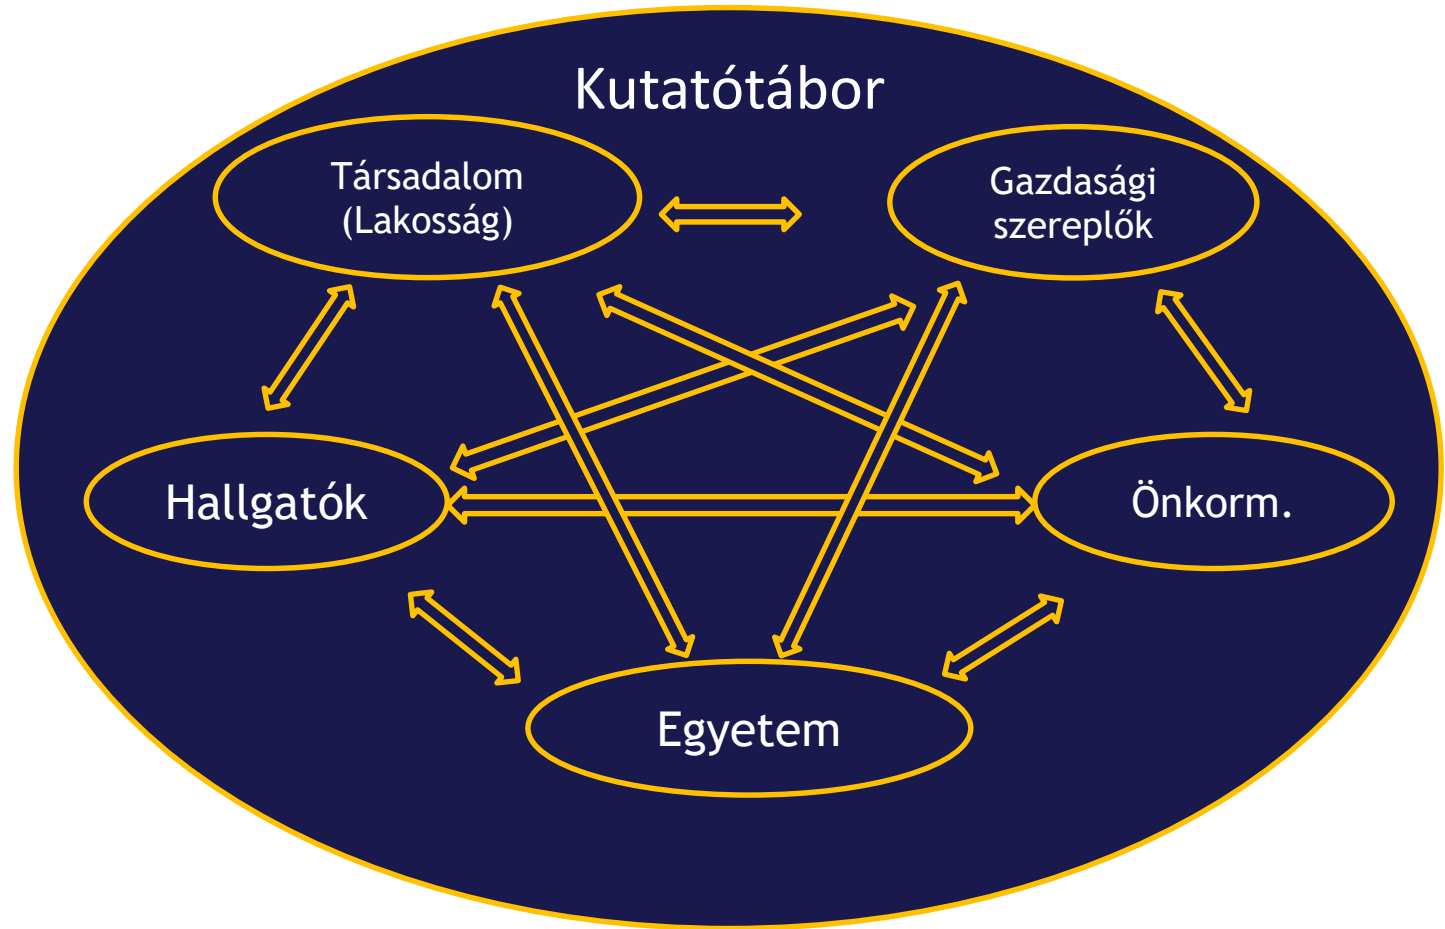 Kutatótábor
Társadalom
(Lakosság)
Gazdasági
szereplők
Hallgatók
Önkorm.
Egyetem